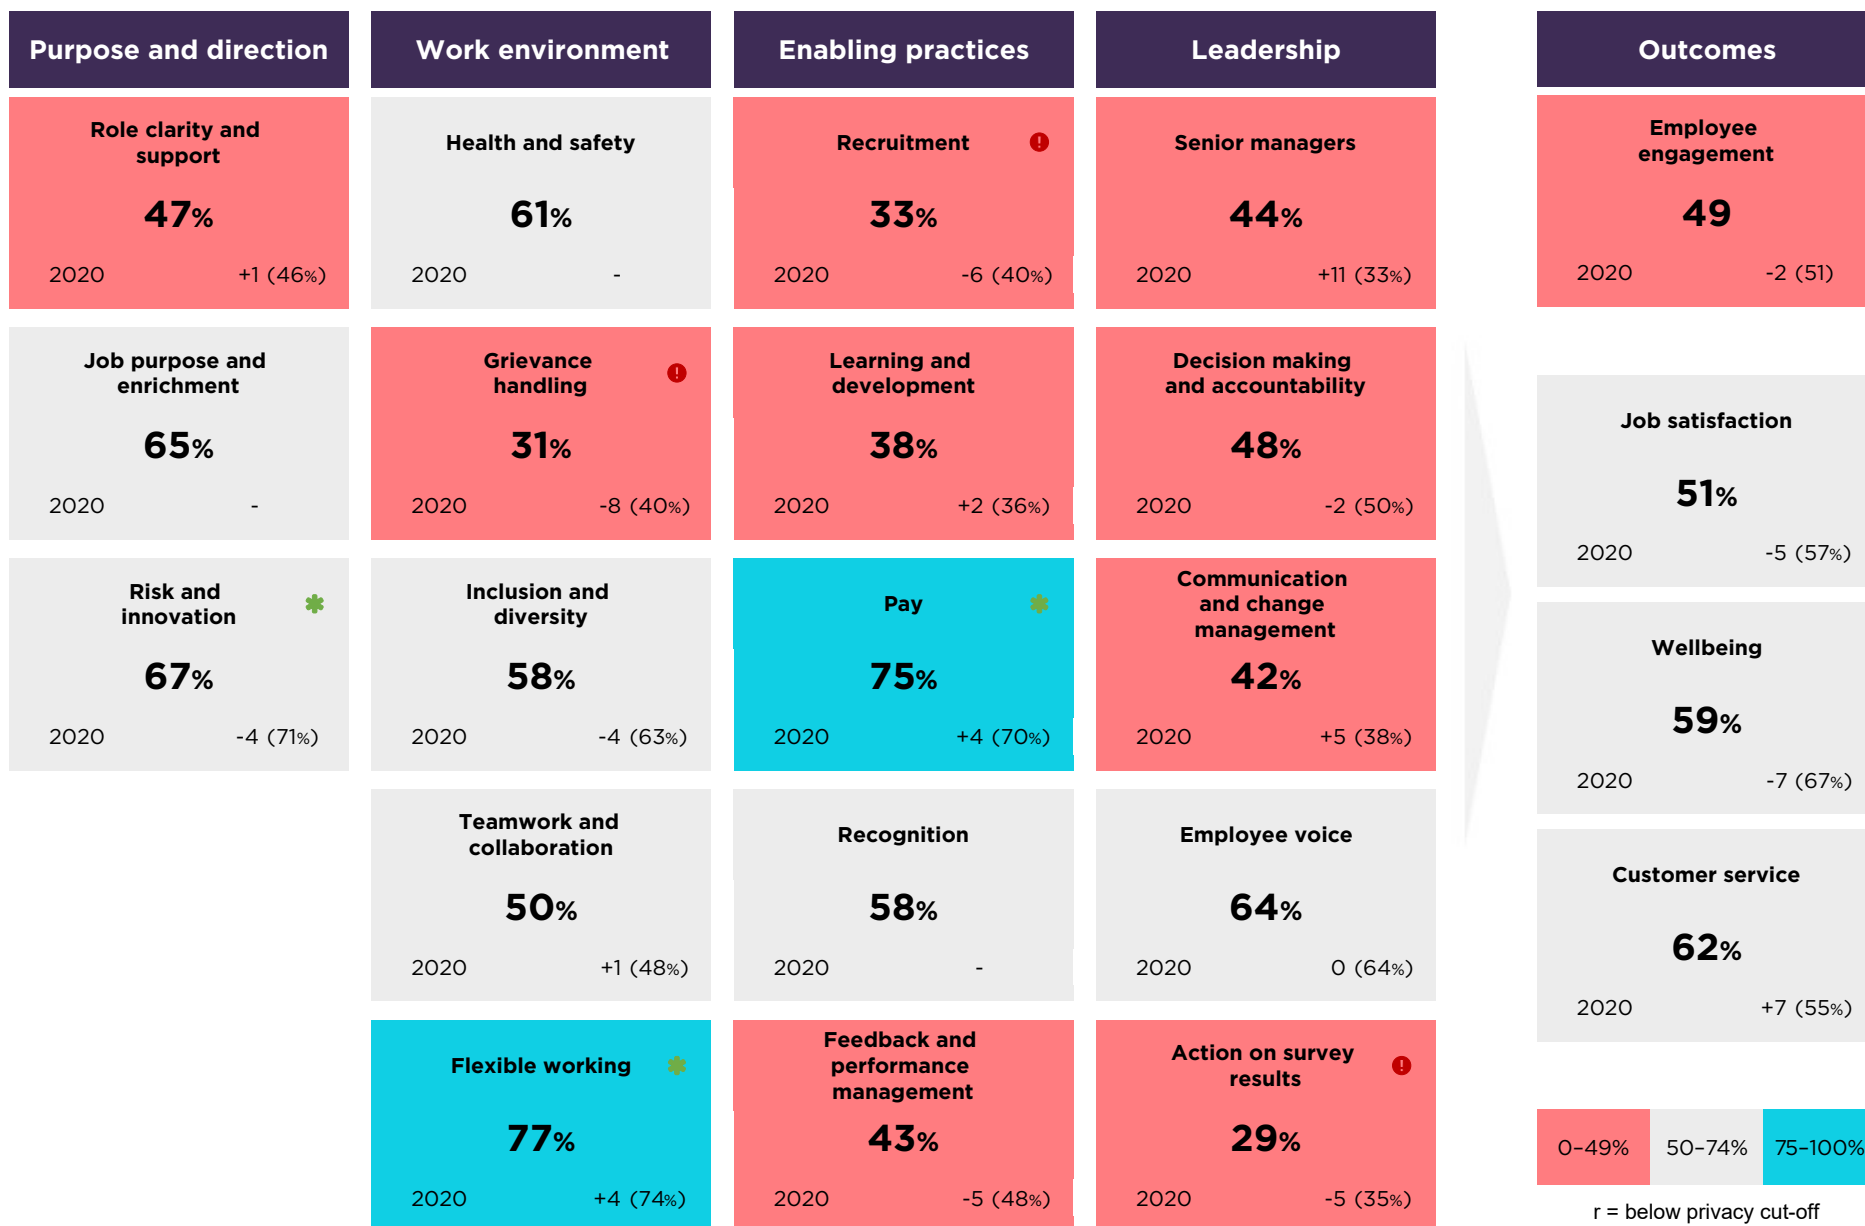 Purpose and direction
Role clarity and
support
47%
2020 +1 (46%)
Job purpose and
enrichment
65%
2020 -
Risk and
innovation
67%
2020 -4 (71%)
Work environment
Health and safety
61%
2020 -
Grievance
handling
31%
2020 -8 (40%)
Inclusion and
diversity
58%
2020 -4 (63%)
Teamwork and
collaboration
50%
2020 +1 (48%)
Flexible working
77%
2020 +4 (74%)
Enabling practices
Recruitment
33%
2020 -6 (40%)
Learning and
development
38%
2020 +2 (36%)
Pay
75%
2020 +4 (70%)
Recognition
58%
2020 -
Feedback and
performance
management
43%
2020 -5 (48%)
Leadership
Senior managers
44%
2020 +11 (33%)
Decision making
and accountability
48%
2020 -2 (50%)
Communication
and change
management
42%
2020 +5 (38%)
Employee voice
64%
2020 0 (64%)
Action on survey
results
29%
2020 -5 (35%)
Outcomes
Employee
engagement
49
2020 -2 (51)
Job satisfaction
51%
2020 -5 (57%)
Wellbeing
59%
2020 -7 (67%)
Customer service
62%
2020 +7 (55%)
0–49% 50–74% 75–100%
r = below privacy cut-off